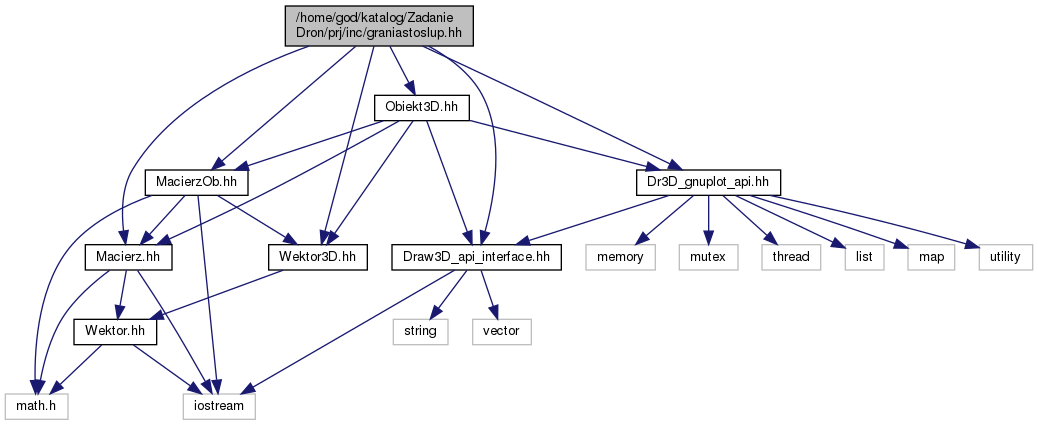 /home/god/katalog/Zadanie
Dron/prj/inc/graniastoslup.hh
Obiekt3D.hh
MacierzOb.hh
Dr3D_gnuplot_api.hh
Macierz.hh
Wektor3D.hh
Draw3D_api_interface.hh
memory
mutex
thread
list
map
utility
Wektor.hh
string
vector
math.h
iostream